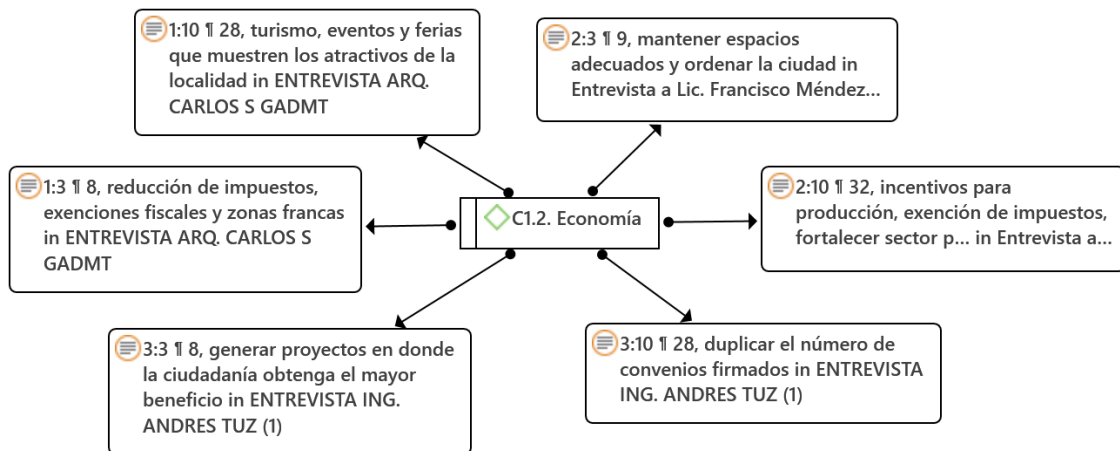 1:10 ¶ 28, turismo, eventos y ferias
que muestren los atractivos de la
localidad in ENTREVISTA ARQ.
CARLOS S GADMT
2:3 ¶ 9, mantener espacios
adecuados y ordenar la ciudad in
Entrevista a Lic. Francisco Méndez...
1:3 ¶ 8, reducción de impuestos,
exenciones fiscales y zonas francas
in ENTREVISTA ARQ. CARLOS S
GADMT
C1.2. Economía
2:10 ¶ 32, incentivos para
producción, exención de impuestos,
fortalecer sector p... in Entrevista a...
3:3 ¶ 8, generar proyectos en donde
la ciudadanía obtenga el mayor
beneficio in ENTREVISTA ING.
ANDRES TUZ (1)
3:10 ¶ 28, duplicar el número de
convenios firmados in ENTREVISTA
ING. ANDRES TUZ (1)